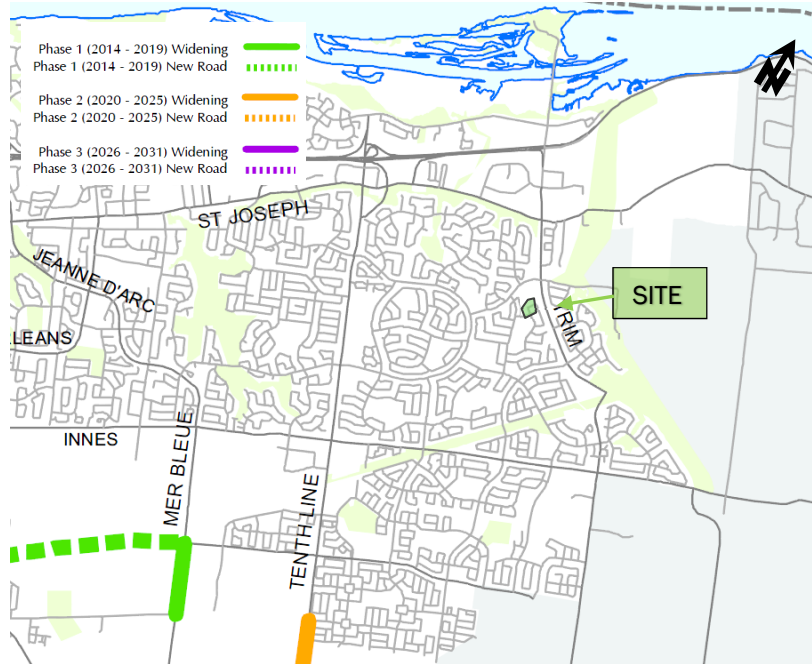 Phase 1 (2014 - 2019) Widening
Phase 1 (2014 - 2019) New Road
Phase 2 (2020 - 2025) Widening
Phase 2 (2020 - 2025) New Road
Phase 3 (2026 - 2031) Widening
Phase 3 (2026 - 2031) New Road
N
ST JOSEPH
JEANNE D'ARC
SITE
TRIM
LLEANS
INNES
MER BLEUE
TENTH LINE